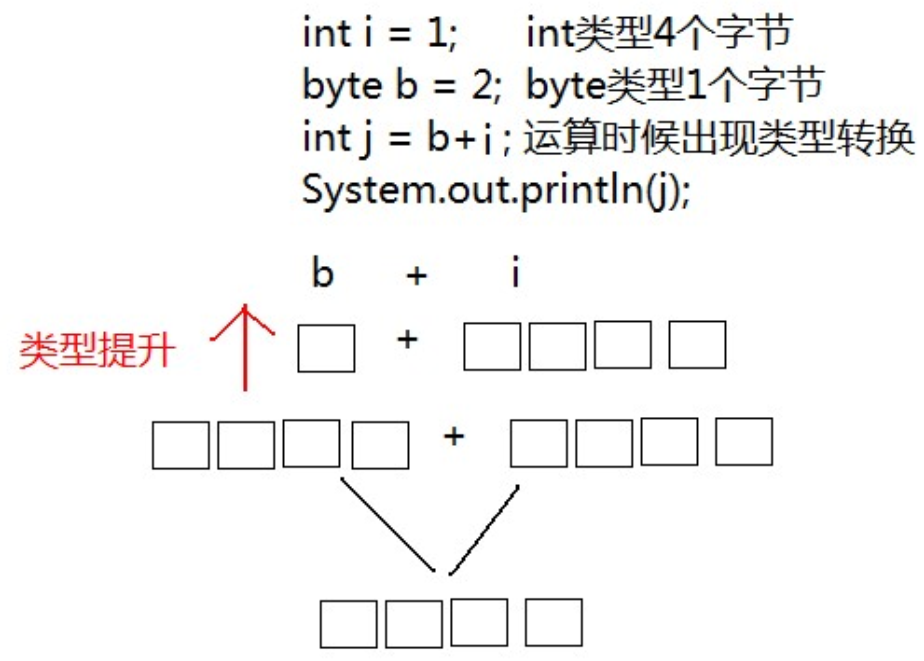 int i = 1; int类型4个字节
byte b = 2; byte类型1个字节
int j = b+i ; 运算时候出现类型转换
System.out.println(j);
b + i
类型提升 +
+